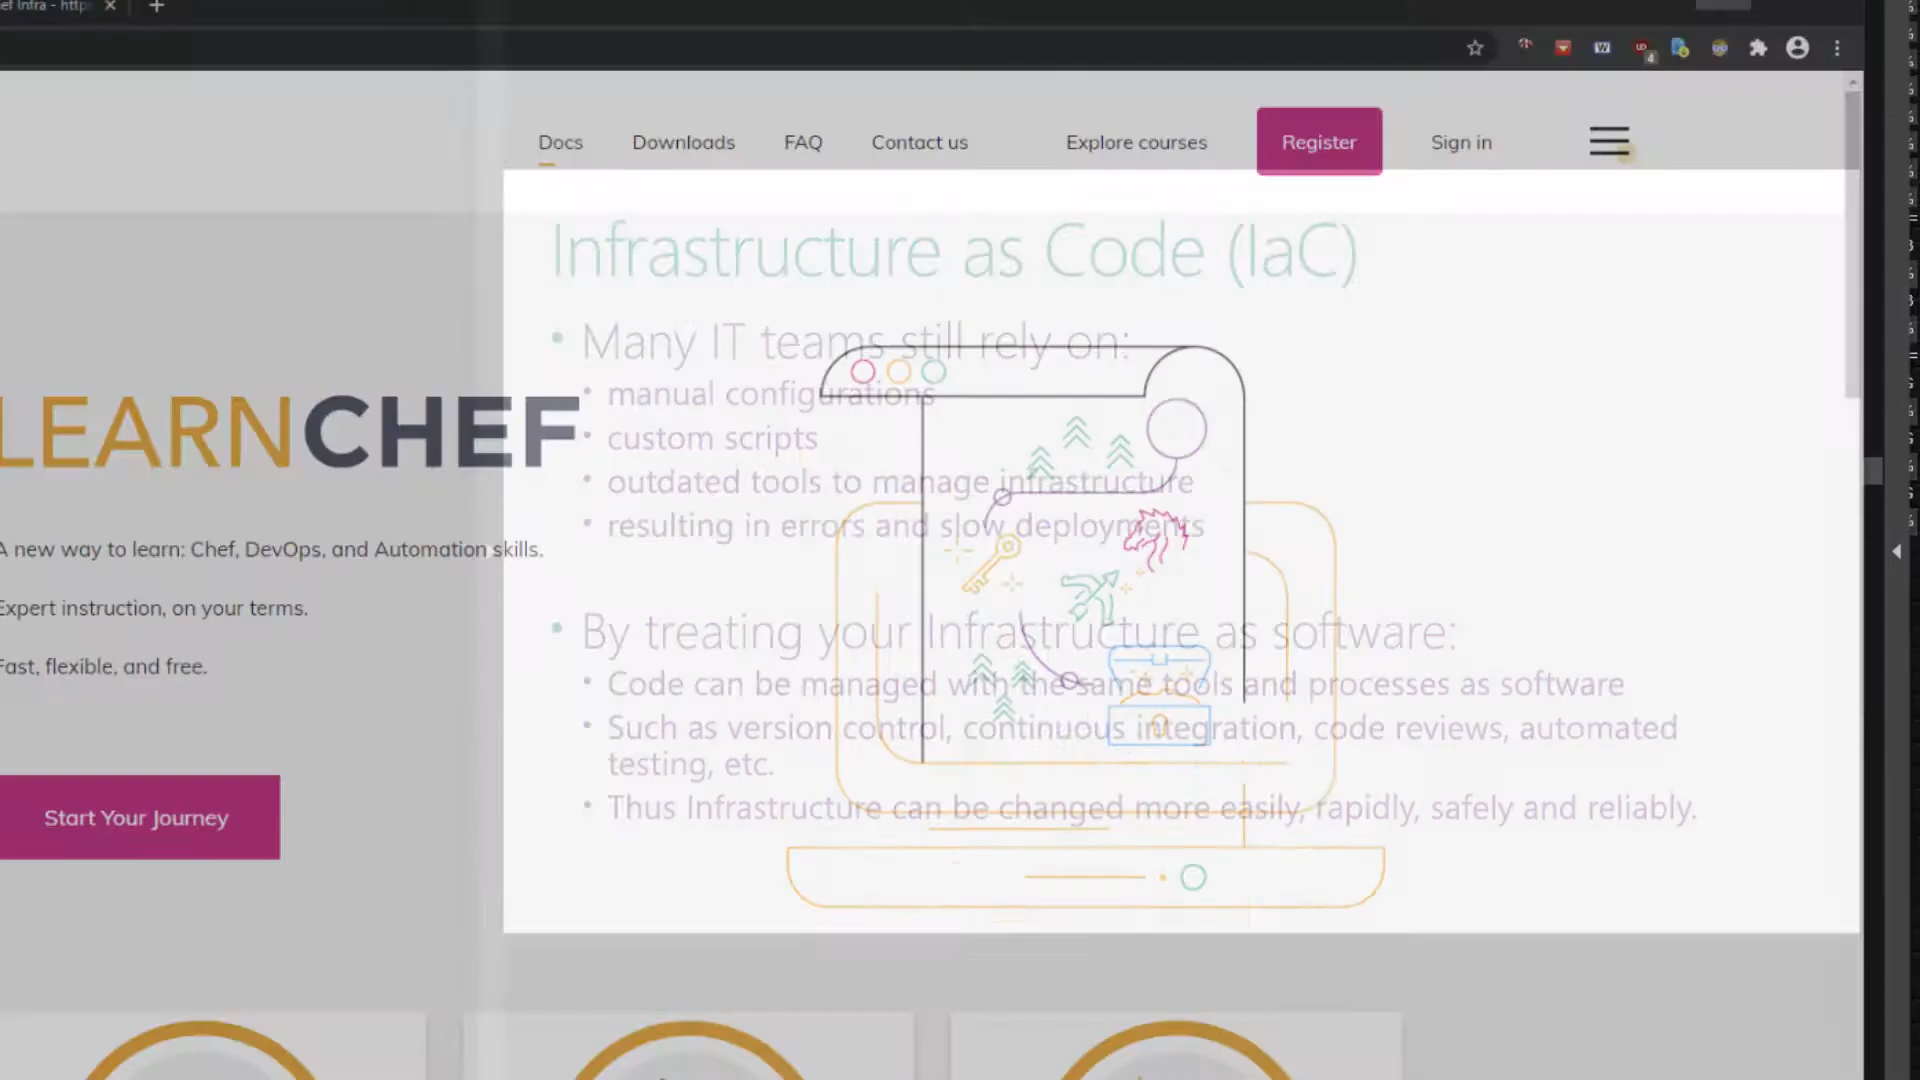 ef Infra - http
Docs Downloads FAQ Contact us Explore courses Register Sign in
Infrastructure as Code (IaC)
• Many IT teams still rely on:
• manual configurations
• custom scripts
• outdated tools to manage infrastructure
• resulting in errors and slow deployments
• By treating your Infrastructure as software:
• Code can be managed with the same tools and processes as software
• Such as version control, continuous integration, code reviews, automated
testing, etc.
• Thus Infrastructure can be changed more easily, rapidly, safely and reliably.
LEARNCHEF
A new way to learn: Chef, DevOps, and Automation skills.
Expert instruction, on your terms.
Fast, flexible, and free.
Start Your Journey